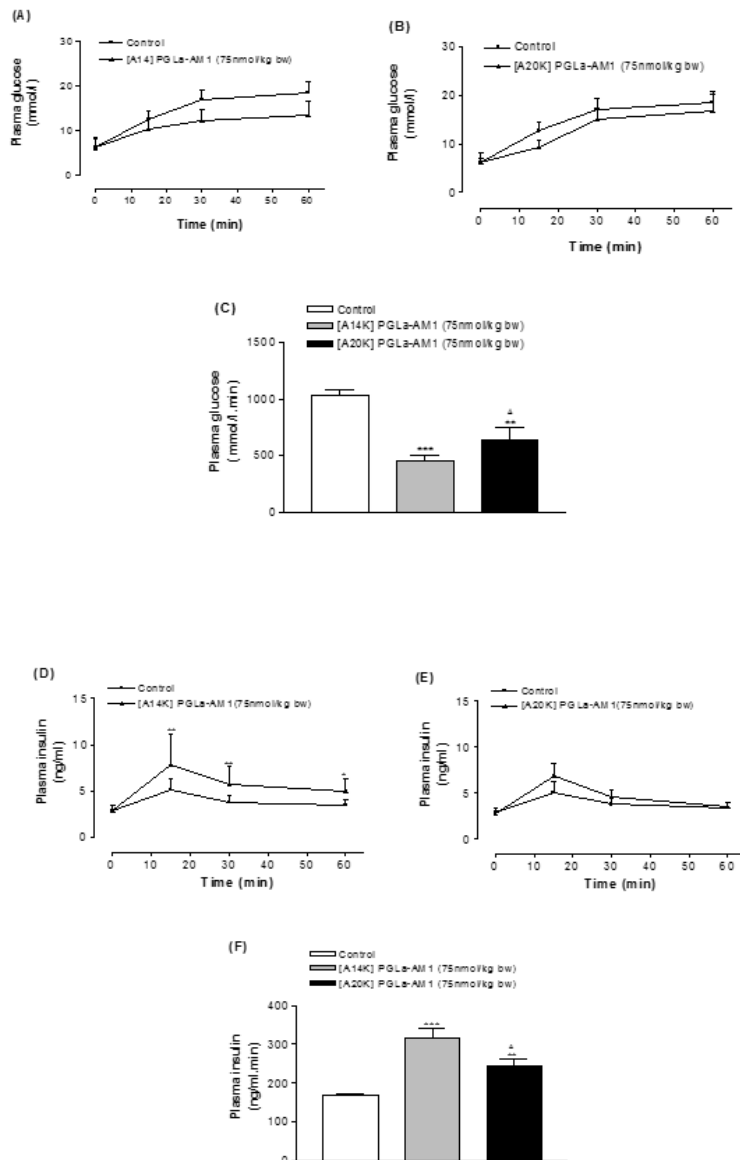 (A)
Control
[A14] PGLa-AM1 (75nmol/kg bw)
Plasma glucose
(mmol/l)
30
20
10
0
0 10 20 30 40 50 60
Time (min)
(B)
Control
[A20K] PGLa-AM1 (75nmol/kg bw)
Plasma glucose
(mmol/l)
30
20
10
0
0 10 20 30 40 50 60
Time (min)
(C)
Control
[A14K] PGLa-AM1 (75nmol/kg bw)
[A20K] PGLa-AM1 (75nmol/kg bw)
Plasma glucose
(mmol/l.min)
1500
1000
500
0
***
**
(D)
Control
[A14K] PGLa-AM1(75nmol/kg bw)
Plasma insulin
(ng/ml)
15
10
5
0
**
**
*
0 10 20 30 40 50 60
Time (min)
(E)
Control
[A20K] PGLa-AM1(75nmol/kg bw)
Plasma insulin
(ng/ml)
15
10
5
0
0 10 20 30 40 50 60
Time (min)
(F)
Control
[A14K] PGLa-AM1 (75nmol/kg bw)
[A20K] PGLa-AM1 (75nmol/kg bw)
Plasma insulin
(ng/ml.min)
400
300
200
100
0
***
**